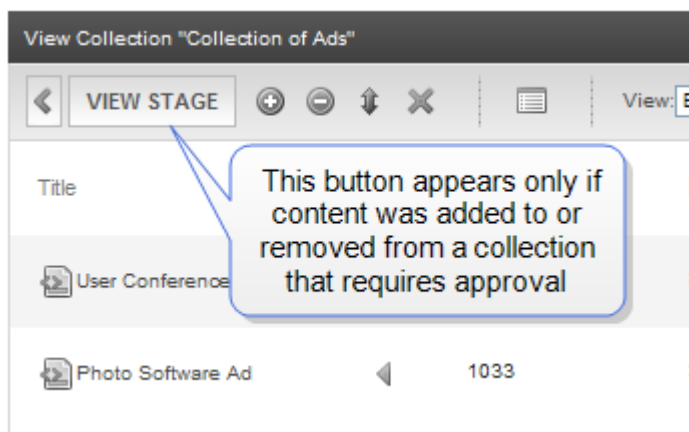 View Collection "Collection of Ads"
VIEW STAGE
View:
Title
This button appears only if
content was added to or
removed from a collection
that requires approval
User Conference
Photo Software Ad 1033